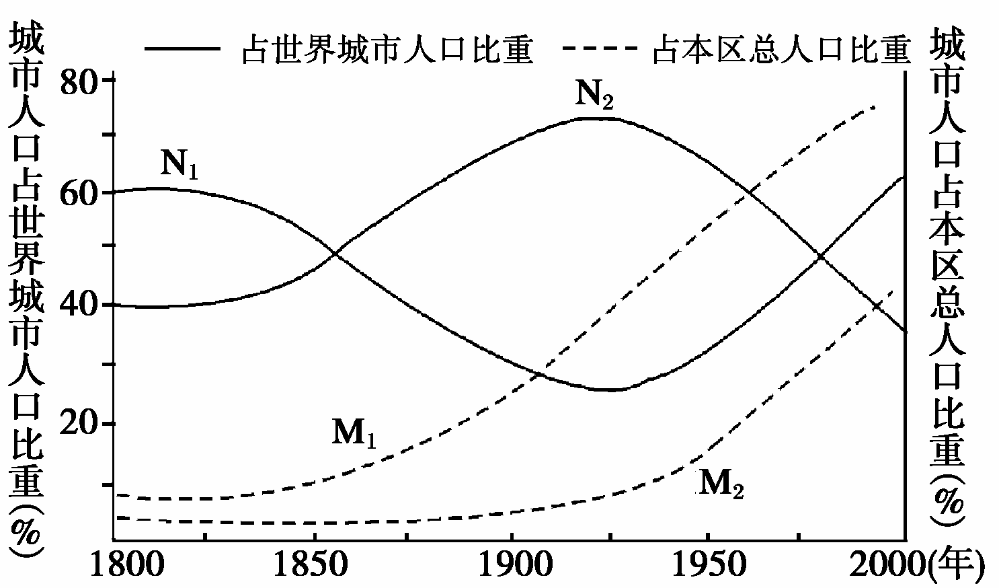 占世界城市人口比重 占本区总人口比重
城市人口占世界城市人口比重(%)
80
60
40
20
N₁
N₂
M₁
M₂
城市人口占本区总人口比重(%)
1800 1850 1900 1950 2000(年)